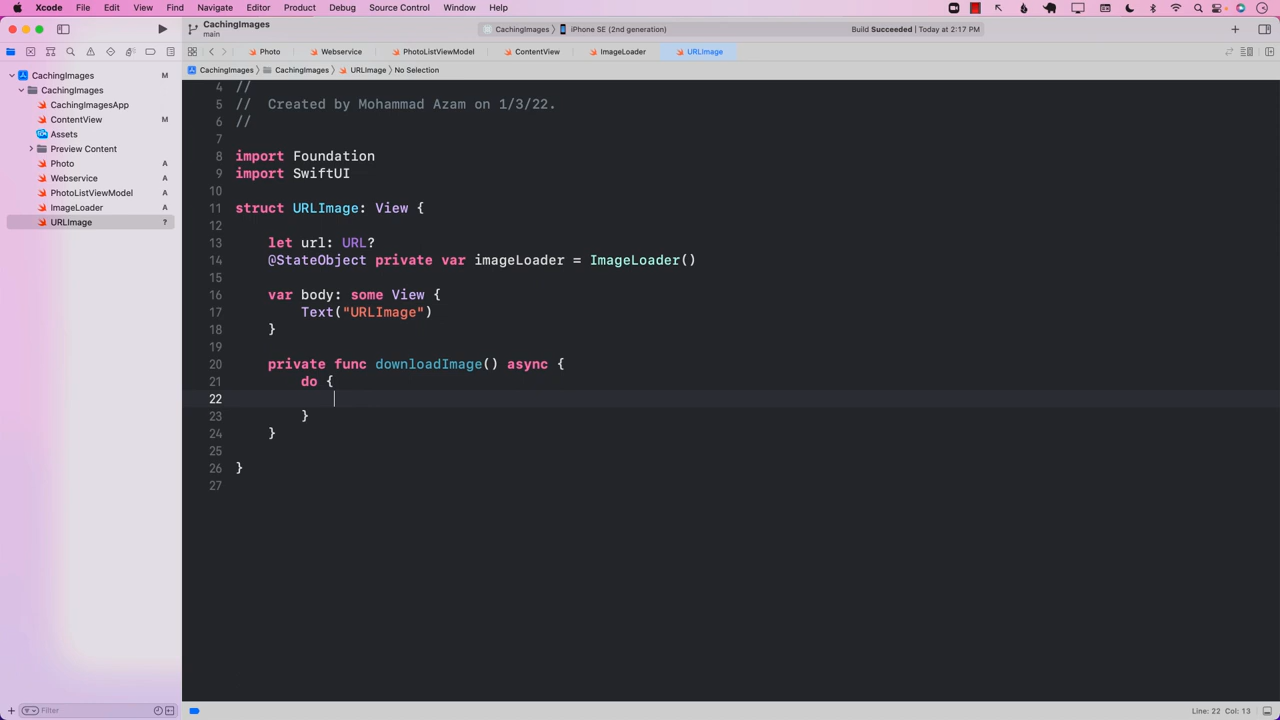 Xcode File Edit View Find Navigate Editor Product Debug Source Control Window Help
CachingImages
main
CachingImages 〉 iPhone SE (2nd generation)
Build Succeeded | Today at 2:17 PM
Photo Webservice PhotoListViewModel ContentView ImageLoader URLImage
CachingImages 〉 CachingImages 〉 URLImage 〉 No Selection
CachingImages M
CachingImages
CachingImagesApp
ContentView M
Assets
Preview Content
Photo A
Webservice A
PhotoListViewModel A
ImageLoader A
URLImage ?
Filter
4 //
5 //  Created by Mohammad Azam on 1/3/22.
6 //
7
8 import Foundation
9 import SwiftUI
10
11 struct URLImage: View {
12
13     let url: URL?
14     @StateObject private var imageLoader = ImageLoader()
15
16     var body: some View {
17         Text("URLImage")
18     }
19
20     private func downloadImage() async {
21         do {
22
23         }
24     }
25
26 }
27
Line: 22 Col: 13